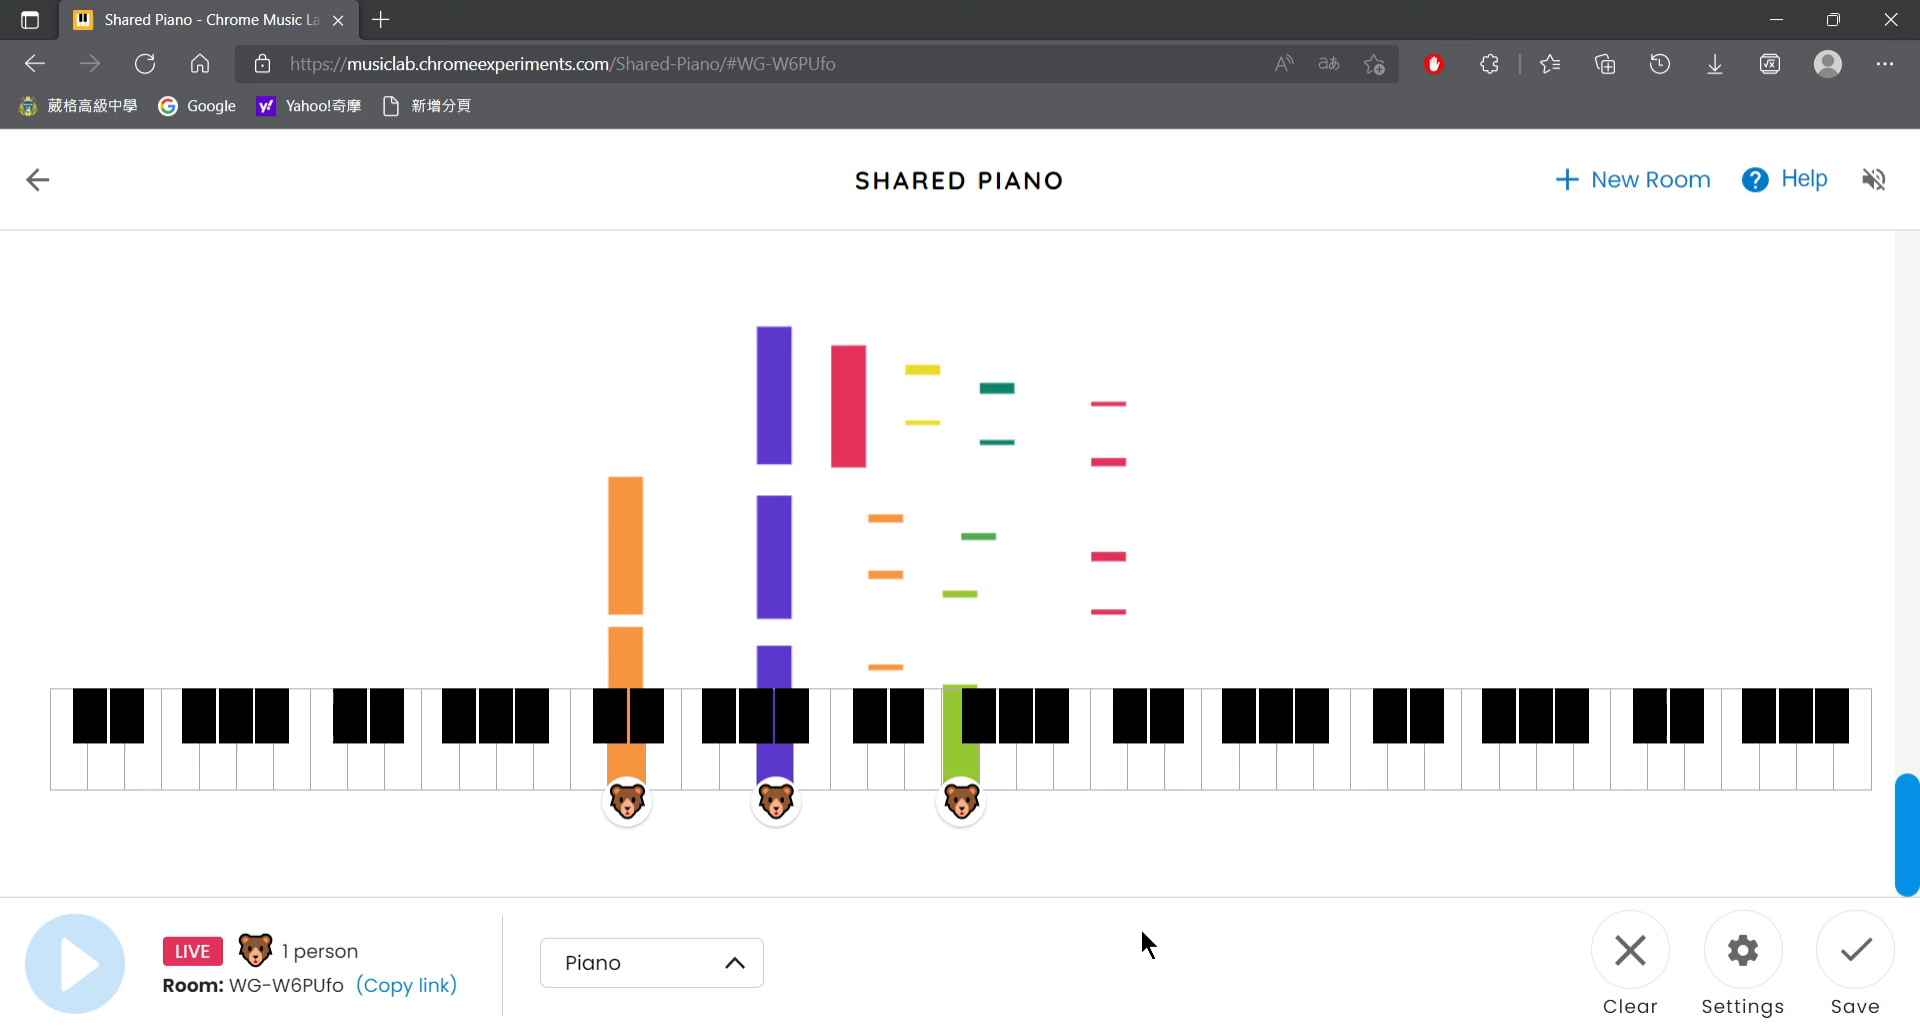 Shared Piano - Chrome Music La
https://musiclab.chromeexperiments.com/Shared-Piano/#WG-W6PUfo
葳格高級中學 Google Yahoo!奇摩 新增分頁
SHARED PIANO
New Room Help
LIVE 1 person
Room: WG-W6PUfo (Copy link)
Piano
Clear Settings Save